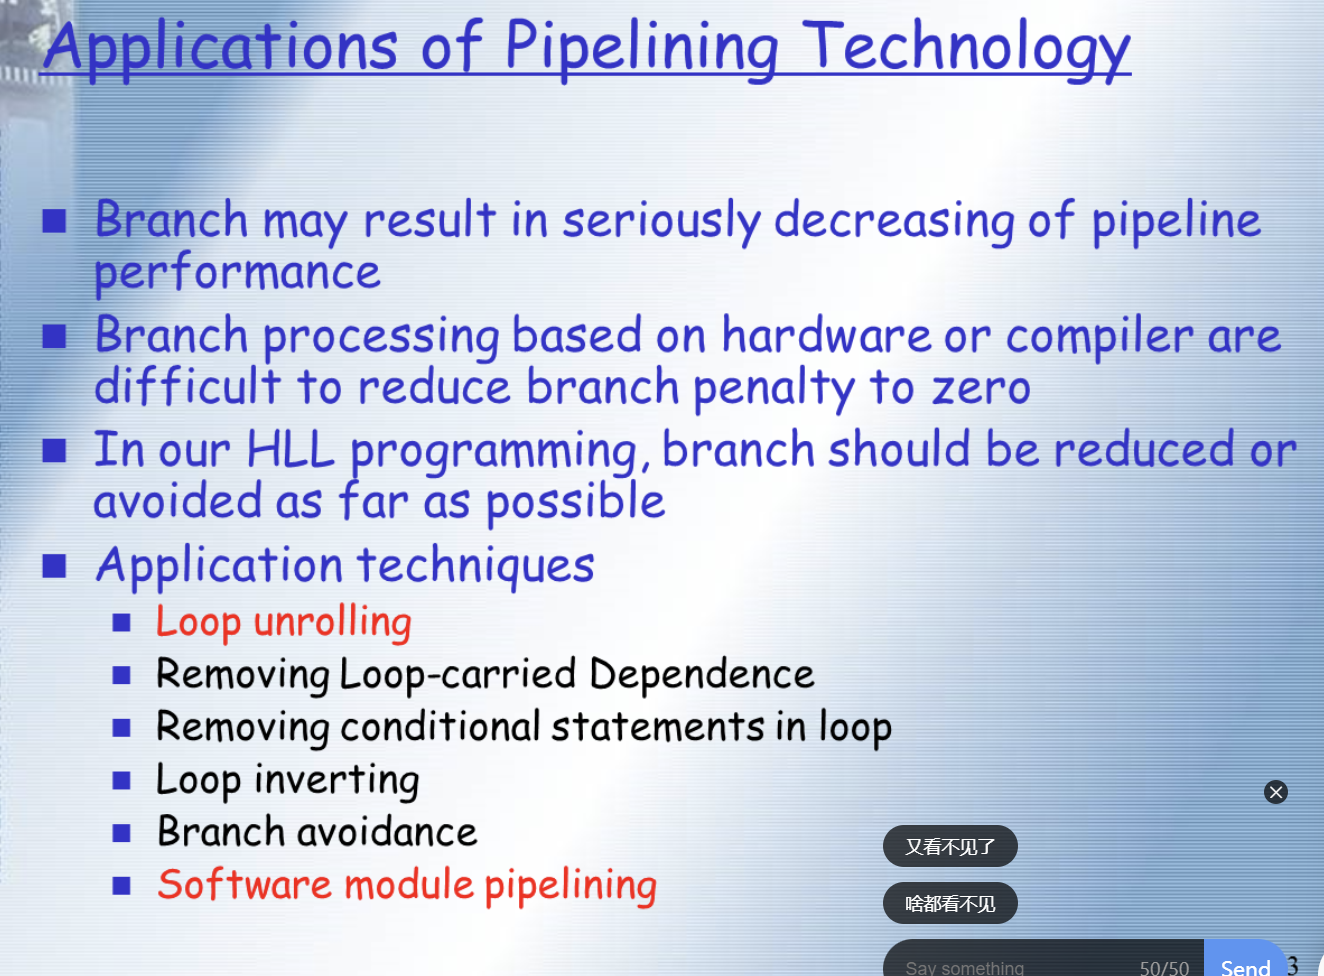 Applications of Pipelining Technology
Branch may result in seriously decreasing of pipeline
performance
Branch processing based on hardware or compiler are
difficult to reduce branch penalty to zero
In our HLL programming, branch should be reduced or
avoided as far as possible
Application techniques
Loop unrolling
Removing Loop-carried Dependence
Removing conditional statements in loop
Loop inverting
Branch avoidance
Software module pipelining
又看不见了
啥都看不见
Say something 50/50 Send
3